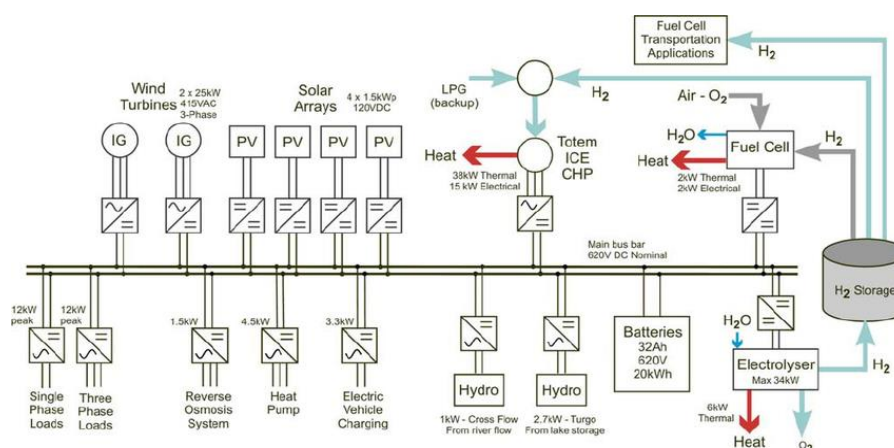 Fuel Cell
Transportation
Applications
H2
Wind
Turbines
2 x 25kW
415VAC
3-Phase
Solar
Arrays
4 x 1.5kWp
120VDC
LPG
(backup)
H2
Air - O2
IG
IG
PV
PV
PV
PV
Heat
Totem
ICE
CHP
38kW Thermal
15 kW Electrical
H2O
Heat
Fuel Cell
H2
2kW Thermal
2kW Electrical
Main bus bar
620V DC Nominal
H2 Storage
12kW
peak
12kW
peak
1.5kW
4.5kW
3.3kW
Single
Phase
Loads
Three
Phase
Loads
Reverse
Osmosis
System
Heat
Pump
Electric
Vehicle
Charging
Hydro
1kW - Cross Flow
From river flow
Hydro
2.7kW - Turgo
From lake storage
Batteries
32Ah
620V
20kWh
H2O
Electrolyser
Max 34kW
H2
6kW
Thermal
Heat
O2